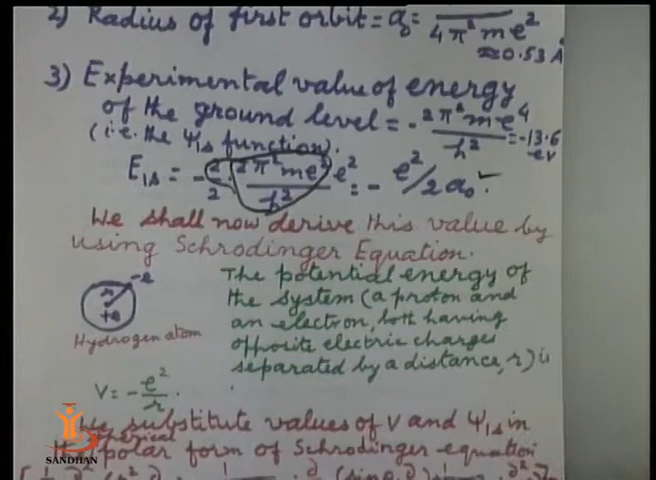 2) Radius of first orbit = a₀ = 4π²me²
≈ 0.53 A
3) Experimental value of energy
of the ground level = - 2π²me⁴/h² = -13.6 ev
(i.e. the Ψ1s function).
E1s = - 2/2 2π²me²/h² e² = - e²/2a₀
We shall now derive this value by
using Schrodinger Equation.
-e
r
+e
Hydrogen atom
The potential energy of
the system (a proton and
an electron, both having
opposite electric charges
separated by a distance, r) is
V = - e²/r
We substitute values of V and Ψ1s in
the spherical polar form of Schrodinger equation
SANDHAN